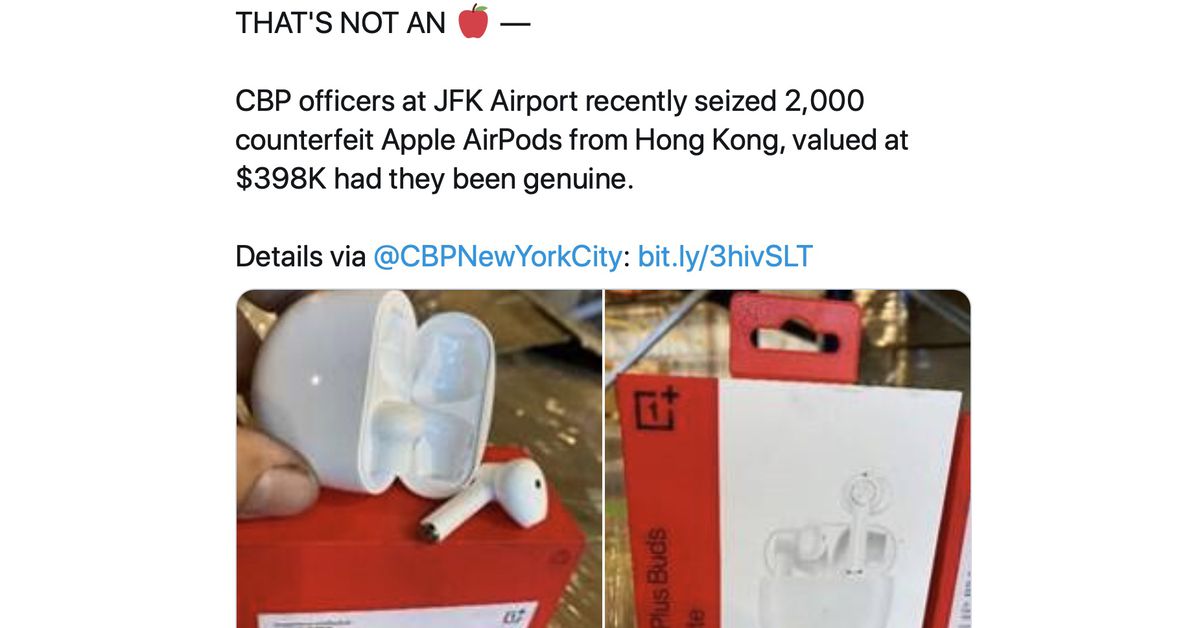 THAT'S NOT AN 🍎 —
CBP officers at JFK Airport recently seized 2,000
counterfeit Apple AirPods from Hong Kong, valued at
$398K had they been genuine.
Details via @CBPNewYorkCity: bit.ly/3hivSLT
1+
Plus Buds
1+